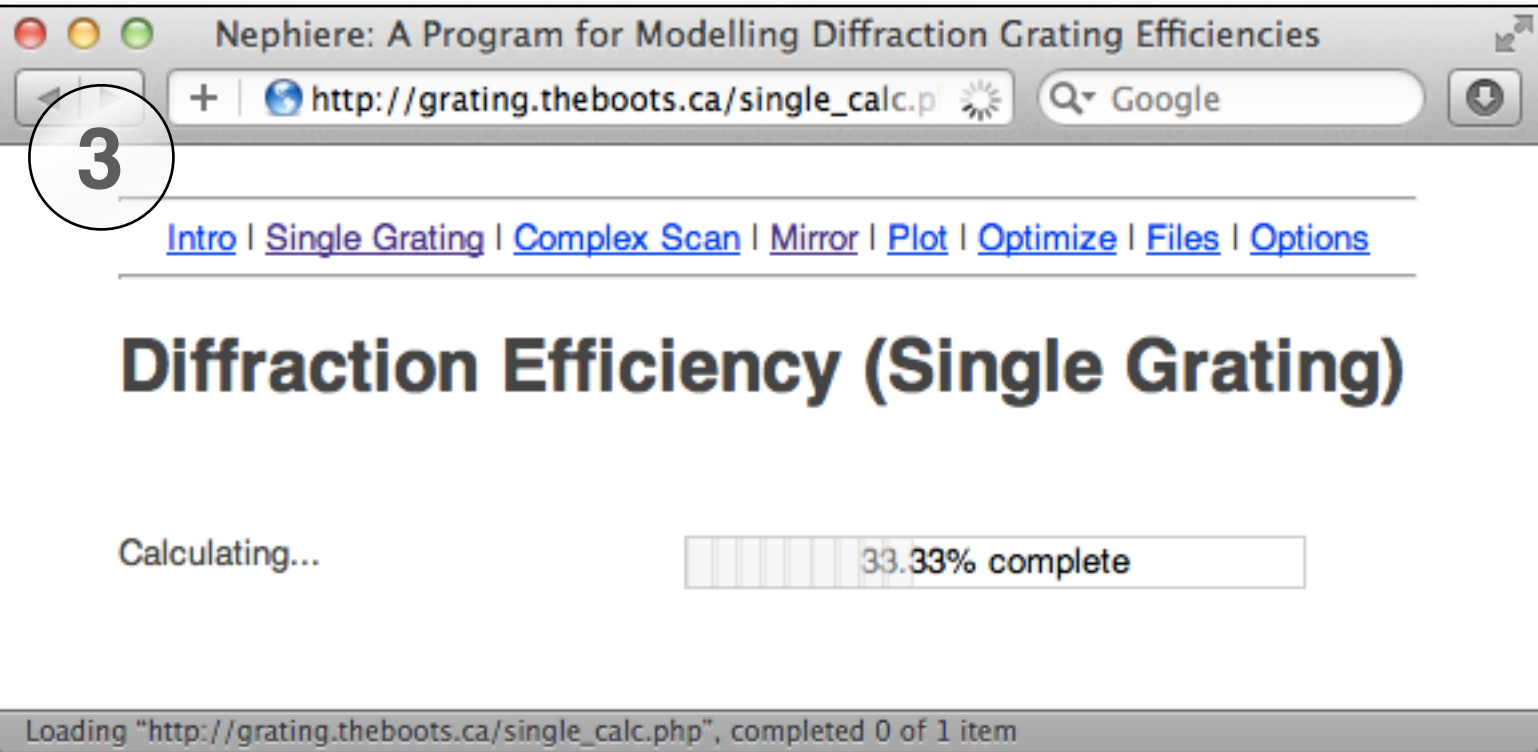 Nephiere: A Program for Modelling Diffraction Grating Efficiencies
+ http://grating.theboots.ca/single_calc.p Google
3
Intro | Single Grating | Complex Scan | Mirror | Plot | Optimize | Files | Options
Diffraction Efficiency (Single Grating)
Calculating... 33.33% complete
Loading "http://grating.theboots.ca/single_calc.php", completed 0 of 1 item